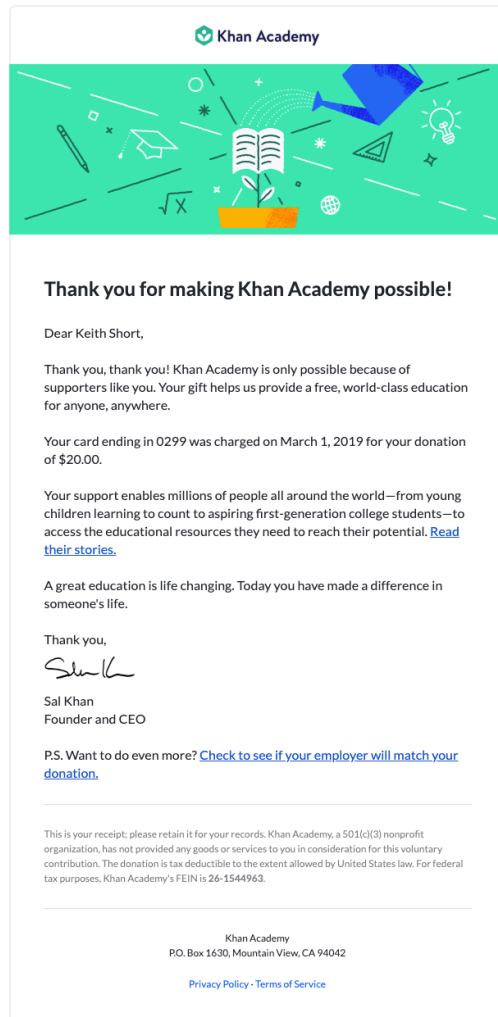 Khan Academy
√x
Thank you for making Khan Academy possible!
Dear Keith Short,
Thank you, thank you! Khan Academy is only possible because of
supporters like you. Your gift helps us provide a free, world-class education
for anyone, anywhere.
Your card ending in 0299 was charged on March 1, 2019 for your donation
of $20.00.
Your support enables millions of people all around the world—from young
children learning to count to aspiring first-generation college students—to
access the educational resources they need to reach their potential. Read
their stories.
A great education is life changing. Today you have made a difference in
someone's life.
Thank you,
Sal Khan
Founder and CEO
P.S. Want to do even more? Check to see if your employer will match your
donation.
This is your receipt; please retain it for your records. Khan Academy, a 501(c)(3) nonprofit
organization, has not provided any goods or services to you in consideration for this voluntary
contribution. The donation is tax deductible to the extent allowed by United States law. For federal
tax purposes, Khan Academy's FEIN is 26-1544963.
Khan Academy
P.O. Box 1630, Mountain View, CA 94042
Privacy Policy · Terms of Service